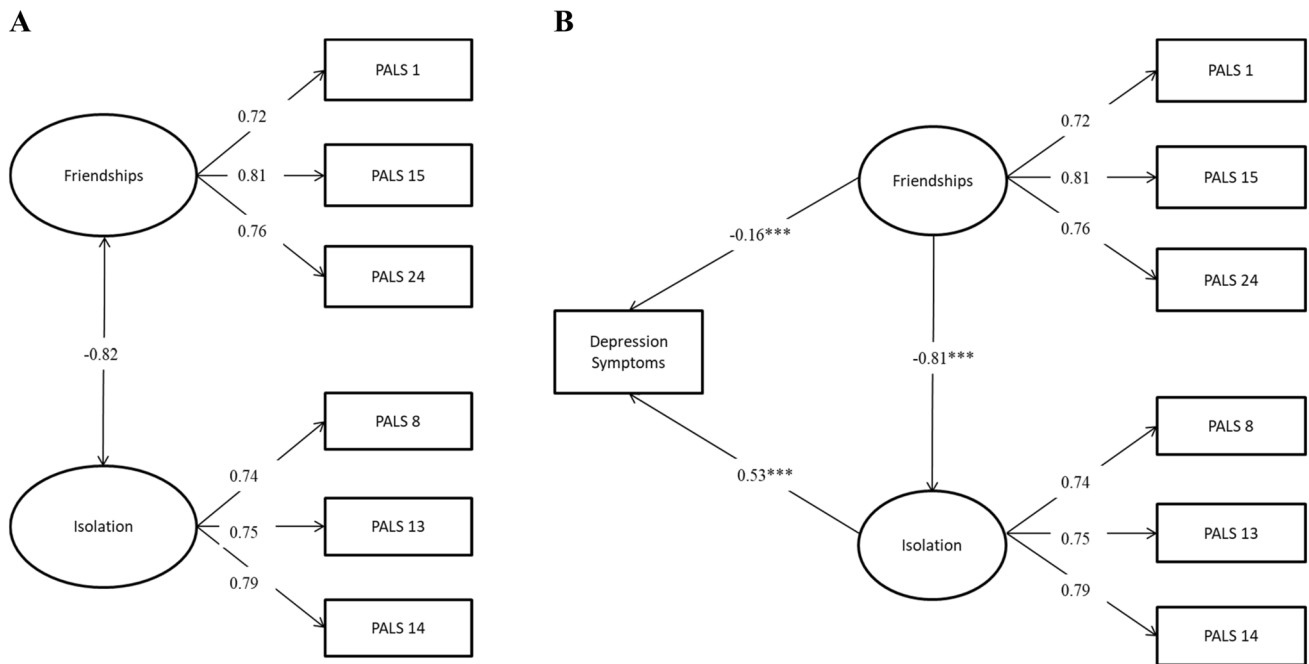 A
PALS 1
0.72
Friendships
0.81
PALS 15
0.76
PALS 24
-0.82
PALS 8
0.74
Isolation
0.75
PALS 13
0.79
PALS 14
B
PALS 1
0.72
Friendships
0.81
PALS 15
0.76
PALS 24
-0.16***
Depression
Symptoms
-0.81***
0.53***
PALS 8
0.74
Isolation
0.75
PALS 13
0.79
PALS 14